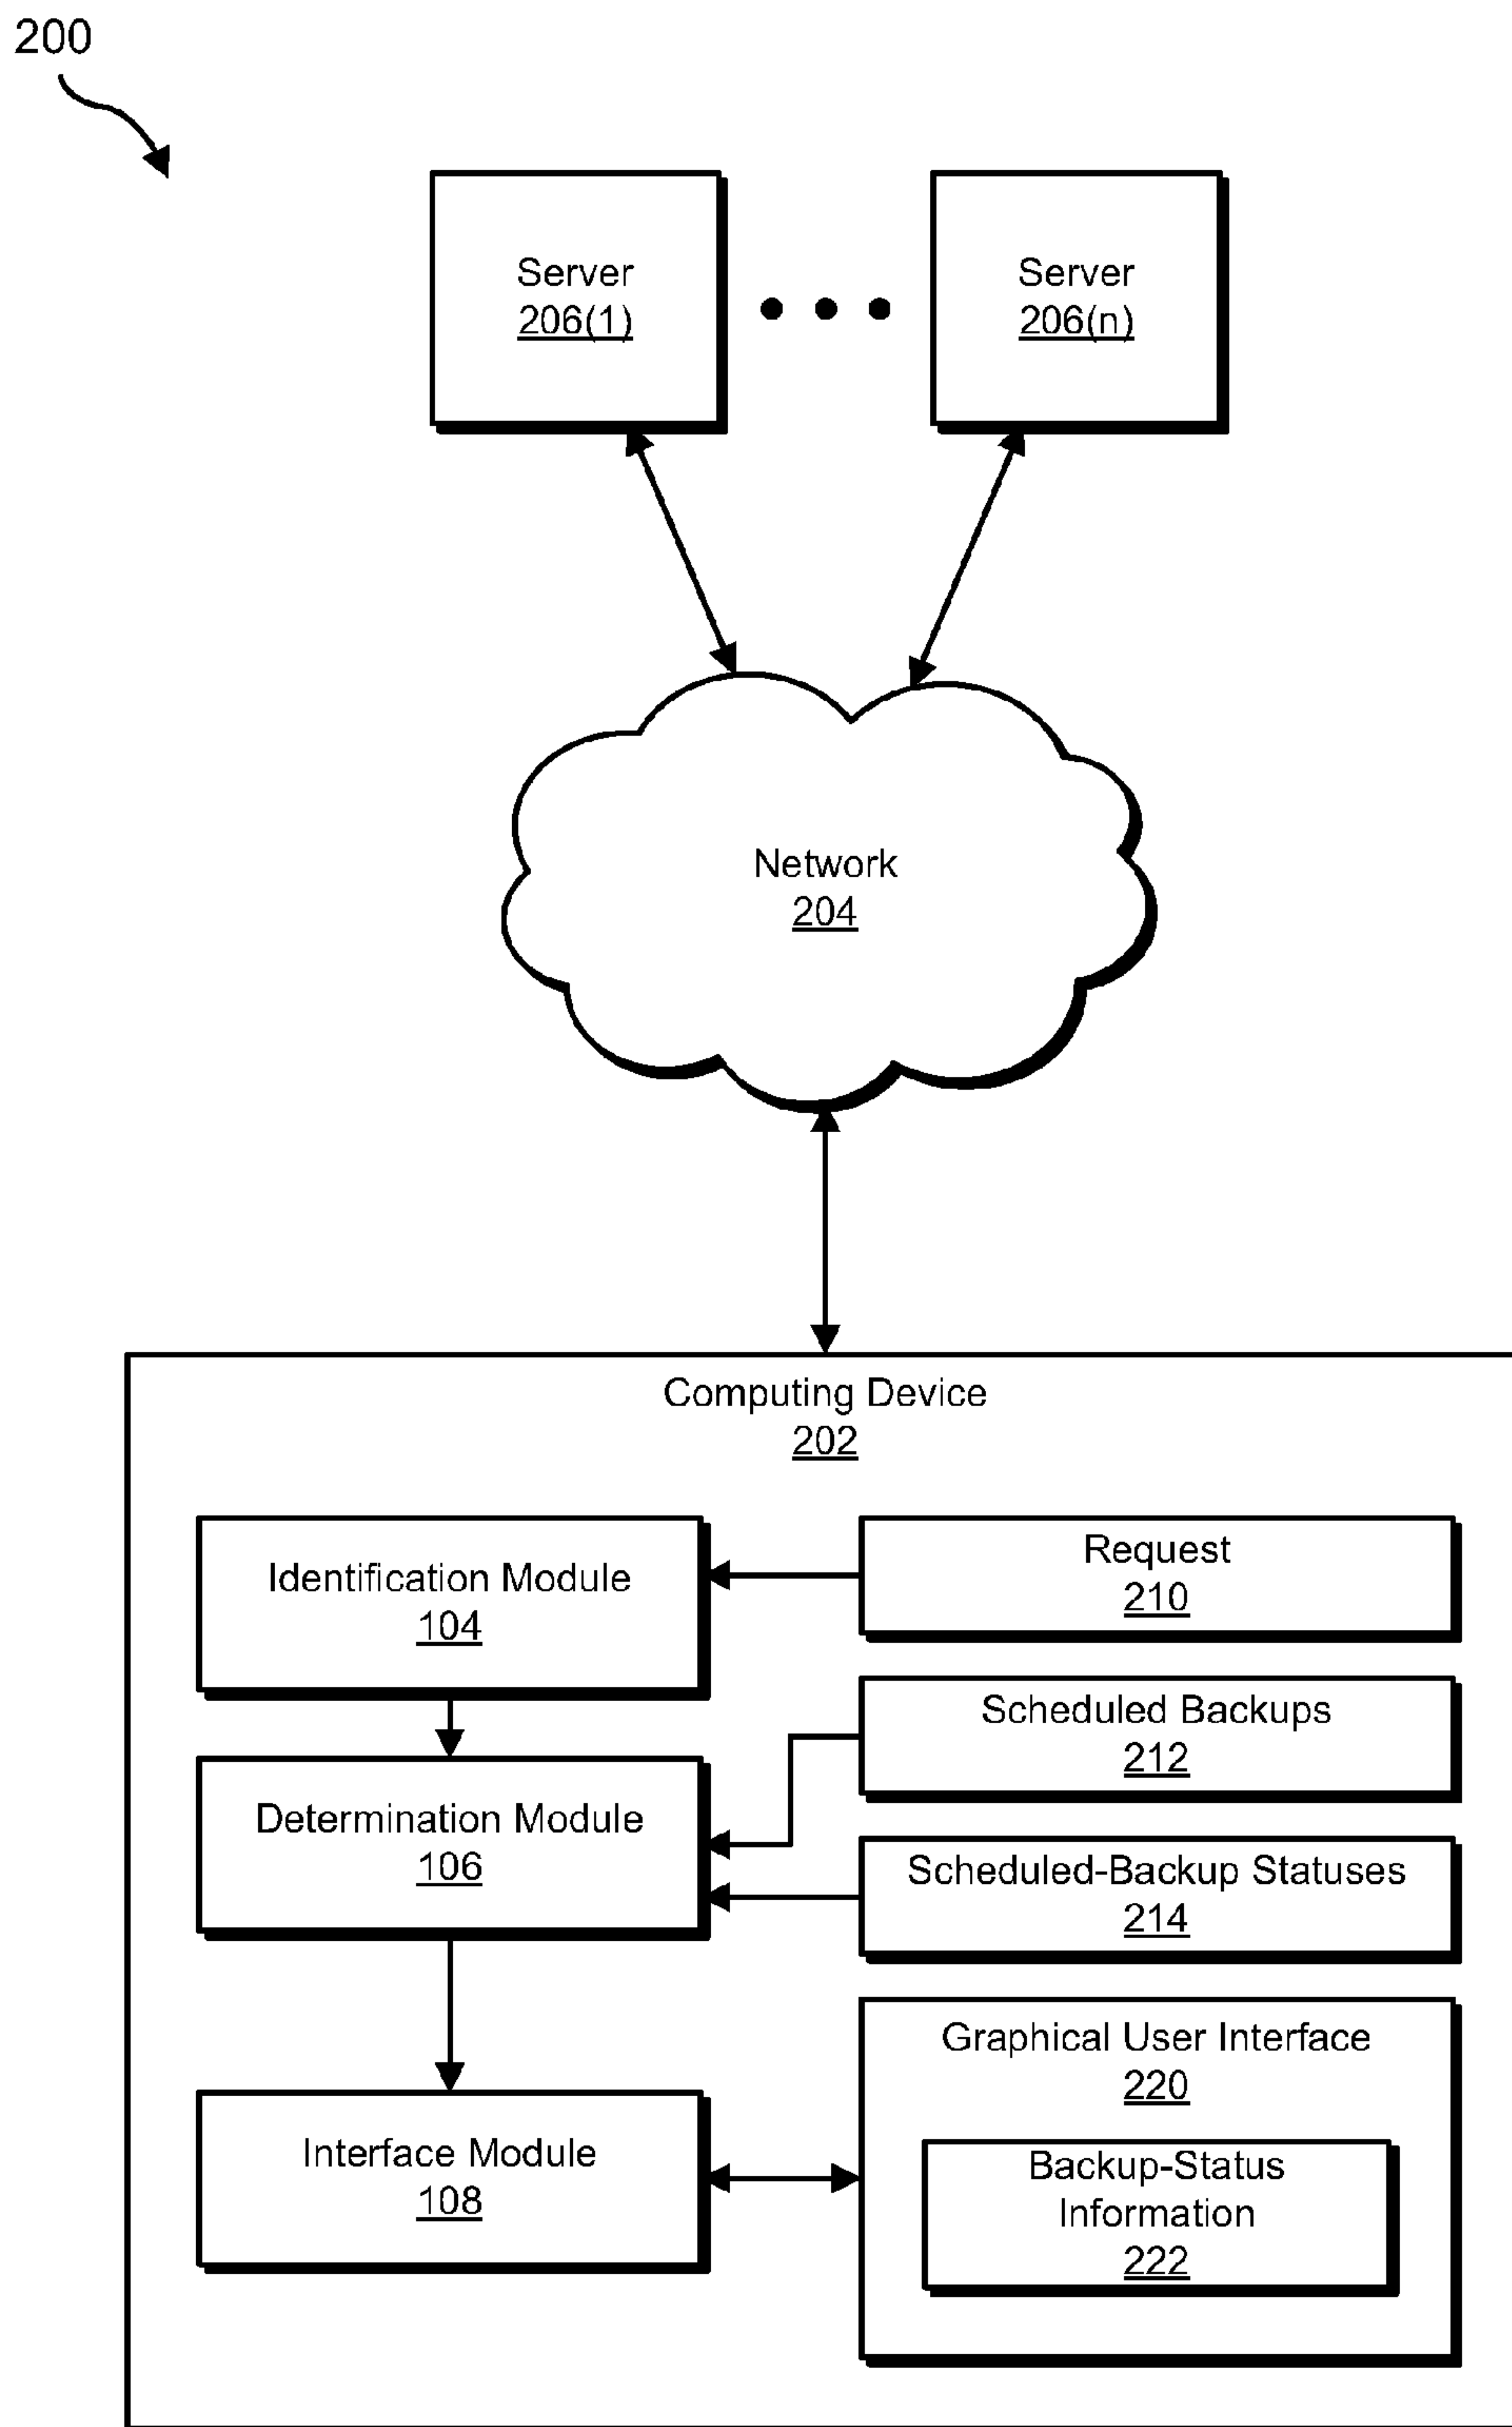 200
Server
206(1)
Server
206(n)
Network
204
Computing Device
202
Identification Module
104
Request
210
Scheduled Backups
212
Determination Module
106
Scheduled-Backup Statuses
214
Graphical User Interface
220
Interface Module
108
Backup-Status
Information
222